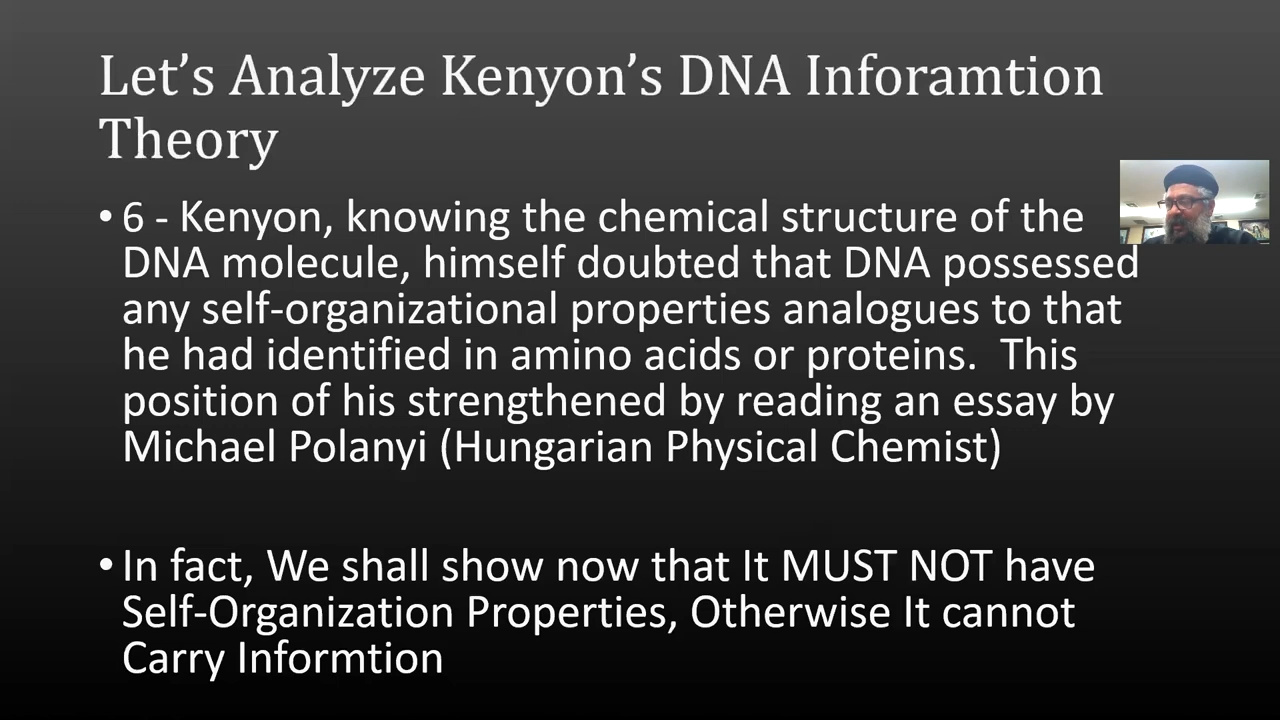 Let’s Analyze Kenyon’s DNA Inforamtion
Theory
• 6 - Kenyon, knowing the chemical structure of the
DNA molecule, himself doubted that DNA possessed
any self-organizational properties analogues to that
he had identified in amino acids or proteins.  This
position of his strengthened by reading an essay by
Michael Polanyi (Hungarian Physical Chemist)
• In fact, We shall show now that It MUST NOT have
Self-Organization Properties, Otherwise It cannot
Carry Informtion